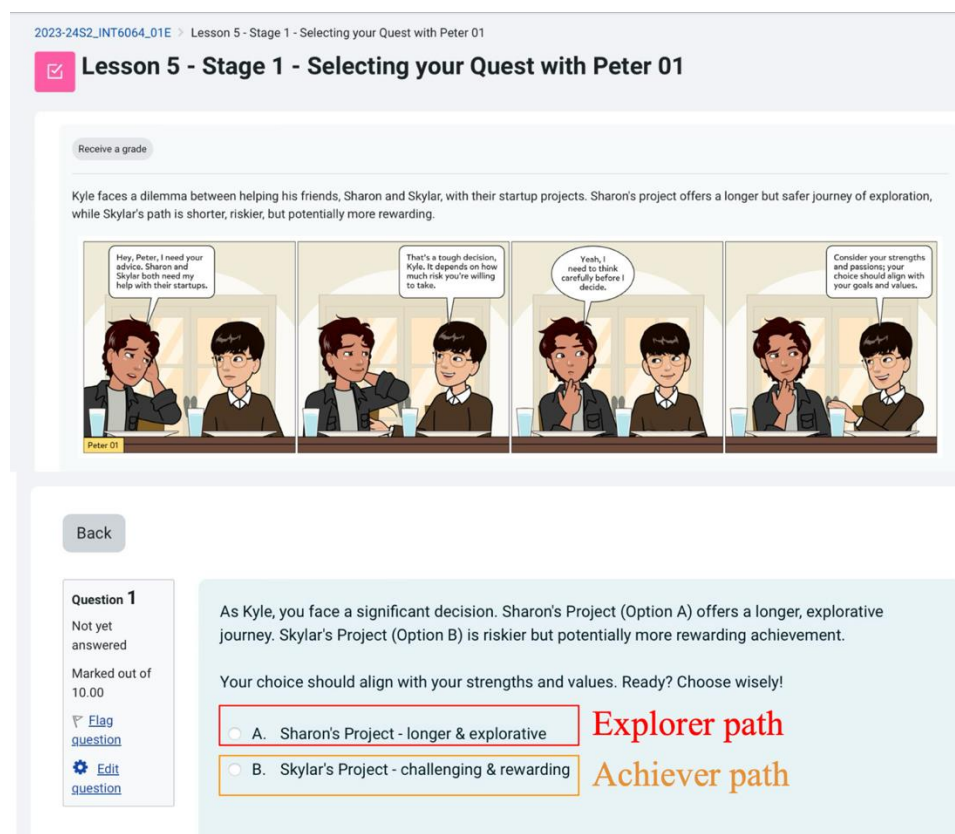 2023-24S2_INT6064_01E > Lesson 5 - Stage 1 - Selecting your Quest with Peter 01
Lesson 5 - Stage 1 - Selecting your Quest with Peter 01
Receive a grade
Kyle faces a dilemma between helping his friends, Sharon and Skylar, with their startup projects. Sharon's project offers a longer but safer journey of exploration,
while Skylar's path is shorter, riskier, but potentially more rewarding.
Hey, Peter, I need your
advice. Sharon and
Skylar both need my
help with their startups.
That's a tough decision,
Kyle. It depends on how
much risk you're willing
to take.
Yeah, I
need to think
carefully before I
decide.
Consider your strengths
and passions; your
choice should align with
your goals and values.
Peter 01
Back
Question 1
Not yet
answered
Marked out of
10.00
Flag
question
Edit
question
As Kyle, you face a significant decision. Sharon's Project (Option A) offers a longer, explorative
journey. Skylar's Project (Option B) is riskier but potentially more rewarding achievement.
Your choice should align with your strengths and values. Ready? Choose wisely!
A. Sharon's Project - longer & explorative
Explorer path
B. Skylar's Project - challenging & rewarding
Achiever path